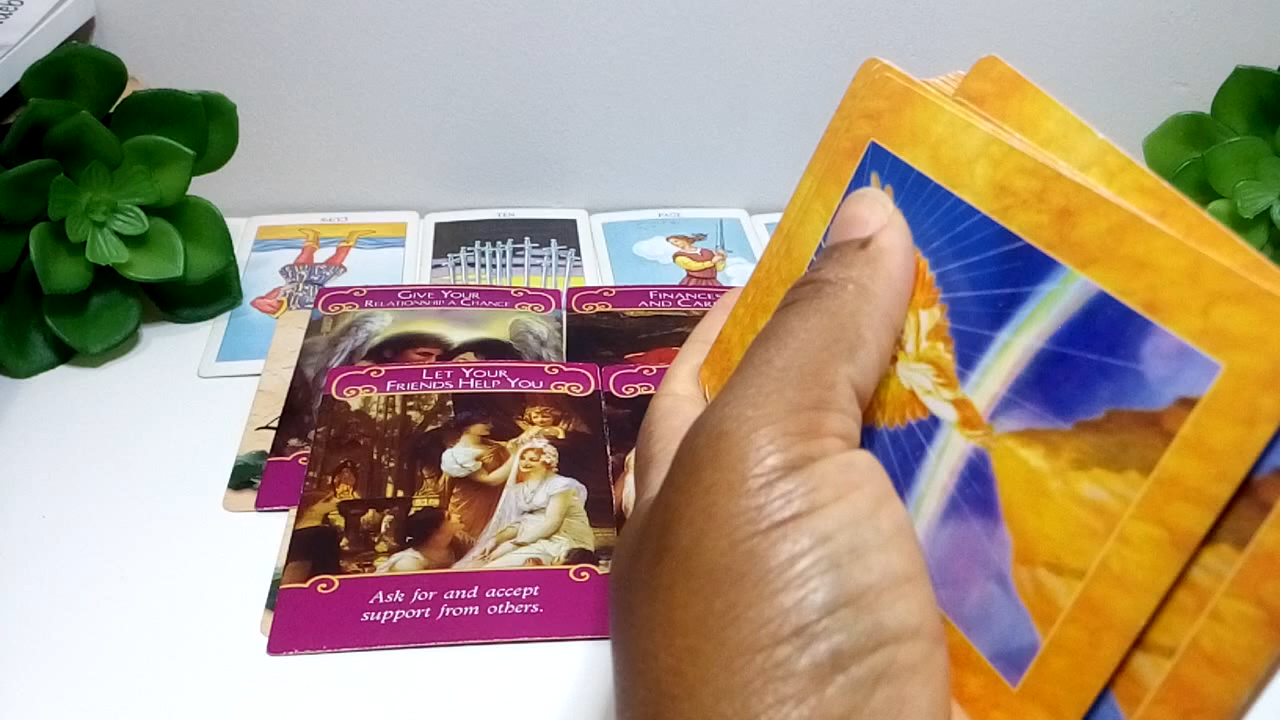 TEN
PAGE
GIVE YOUR
RELATIONSHIP A CHANCE
FINANCES
AND CAR
LET YOUR
FRIENDS HELP YOU
Ask for and accept
support from others.